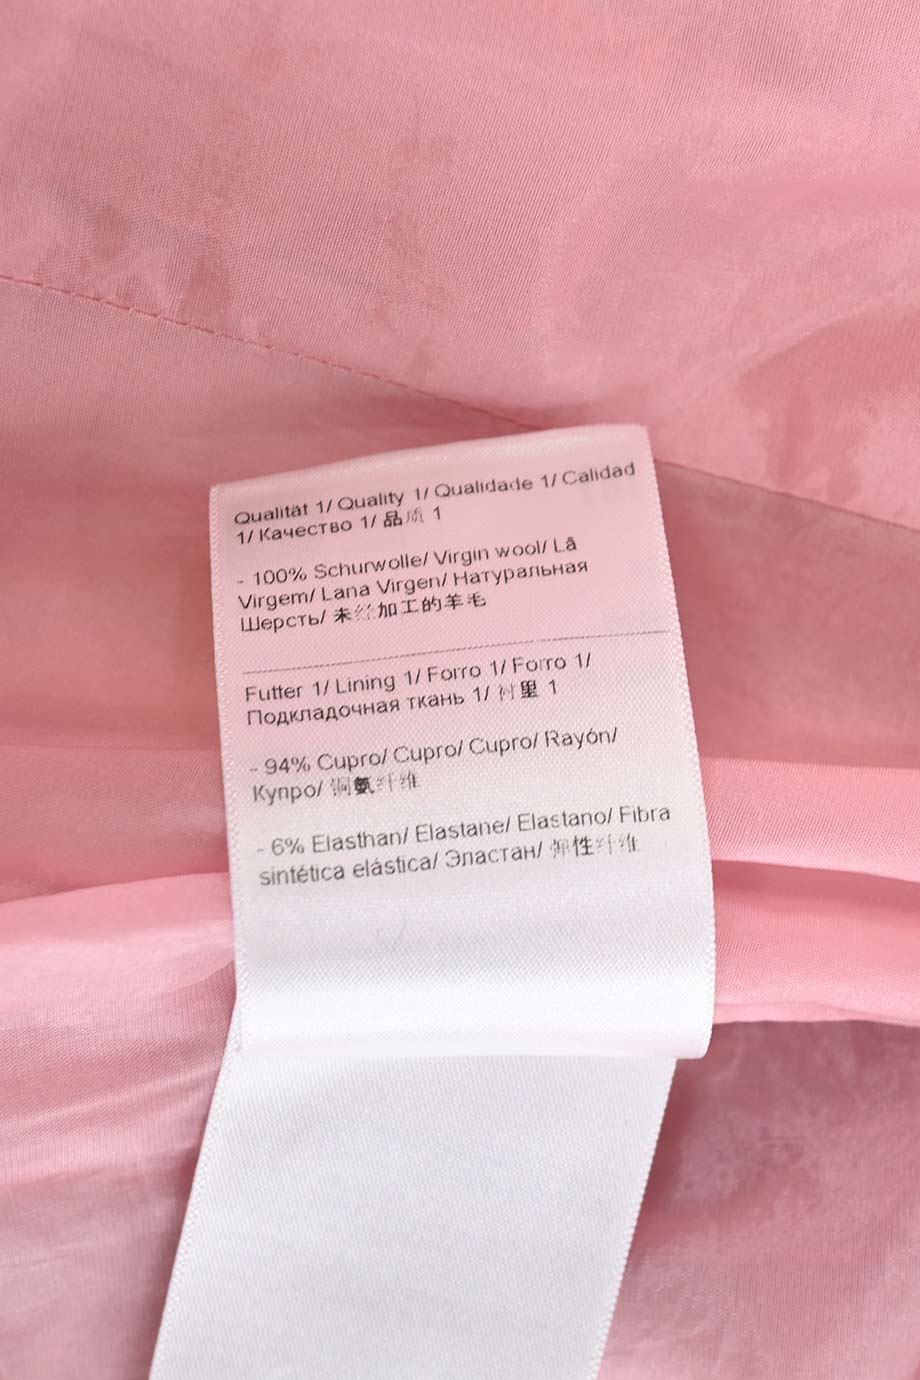 Qualität 1/ Quality 1/ Qualidade 1/ Calidad
1/ Качество 1/ 品质 1
- 100% Schurwolle/ Virgin wool/ Lã
Virgem/ Lana Virgen/ Натуральная
Шерсть/ 未经加工的羊毛
Futter 1/ Lining 1/ Forro 1/ Forro 1/
Подкладочная ткань 1/ 衬里 1
- 94% Cupro/ Cupro/ Cupro/ Rayón/
Купро/ 铜氨纤维
- 6% Elasthan/ Elastane/ Elastano/ Fibra
sintética elástica/ Эластан/ 弹性纤维